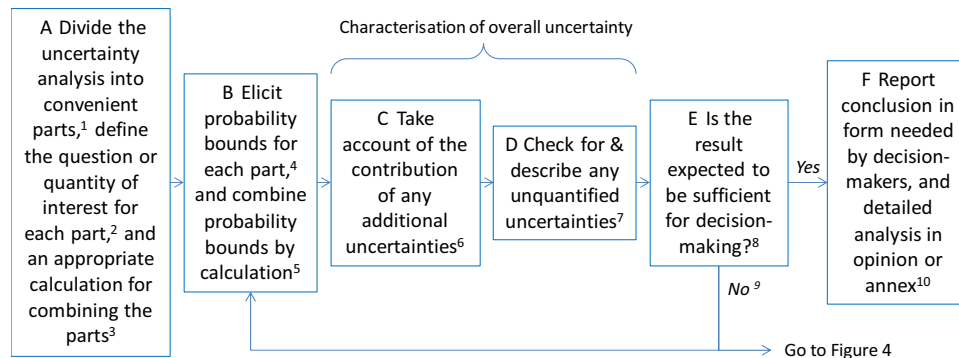 Characterisation of overall uncertainty
A Divide the
uncertainty
analysis into
convenient
parts,¹ define
the question or
quantity of
interest for
each part,² and
an appropriate
calculation for
combining the
parts³
B Elicit
probability
bounds for
each part,⁴
and combine
probability
bounds by
calculation⁵
C Take
account of the
contribution
of any
additional
uncertainties⁶
D Check for &
describe any
unquantified
uncertainties⁷
E Is the
result
expected to
be sufficient
for decision-
making?⁸
Yes
No ⁹
F Report
conclusion in
form needed
by decision-
makers, and
detailed
analysis in
opinion or
annex¹⁰
Go to Figure 4